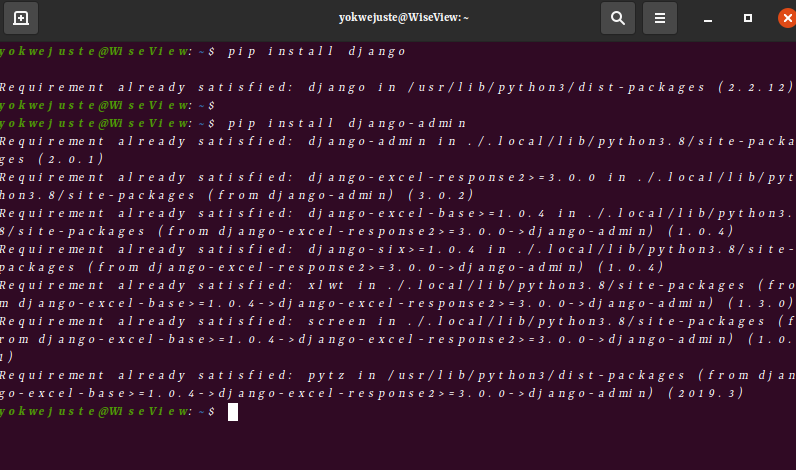 yokwejuste@WiseView: ~
yokwejuste@WiseView: ~$ pip install django
Requirement already satisfied: django in /usr/lib/python3/dist-packages (2.2.12)
yokwejuste@WiseView: ~$
yokwejuste@WiseView: ~$ pip install django-admin
Requirement already satisfied: django-admin in ./.local/lib/python3.8/site-packa
ges (2.0.1)
Requirement already satisfied: django-excel-response2>=3.0.0 in ./.local/lib/pyt
hon3.8/site-packages (from django-admin) (3.0.2)
Requirement already satisfied: django-excel-base>=1.0.4 in ./.local/lib/python3.
8/site-packages (from django-excel-response2>=3.0.0->django-admin) (1.0.4)
Requirement already satisfied: django-six>=1.0.4 in ./.local/lib/python3.8/site-
packages (from django-excel-response2>=3.0.0->django-admin) (1.0.4)
Requirement already satisfied: xlwt in ./.local/lib/python3.8/site-packages (fro
m django-excel-base>=1.0.4->django-excel-response2>=3.0.0->django-admin) (1.3.0)
Requirement already satisfied: screen in ./.local/lib/python3.8/site-packages (f
rom django-excel-base>=1.0.4->django-excel-response2>=3.0.0->django-admin) (1.0.
1)
Requirement already satisfied: pytz in /usr/lib/python3/dist-packages (from djan
go-excel-base>=1.0.4->django-excel-response2>=3.0.0->django-admin) (2019.3)
yokwejuste@WiseView: ~$